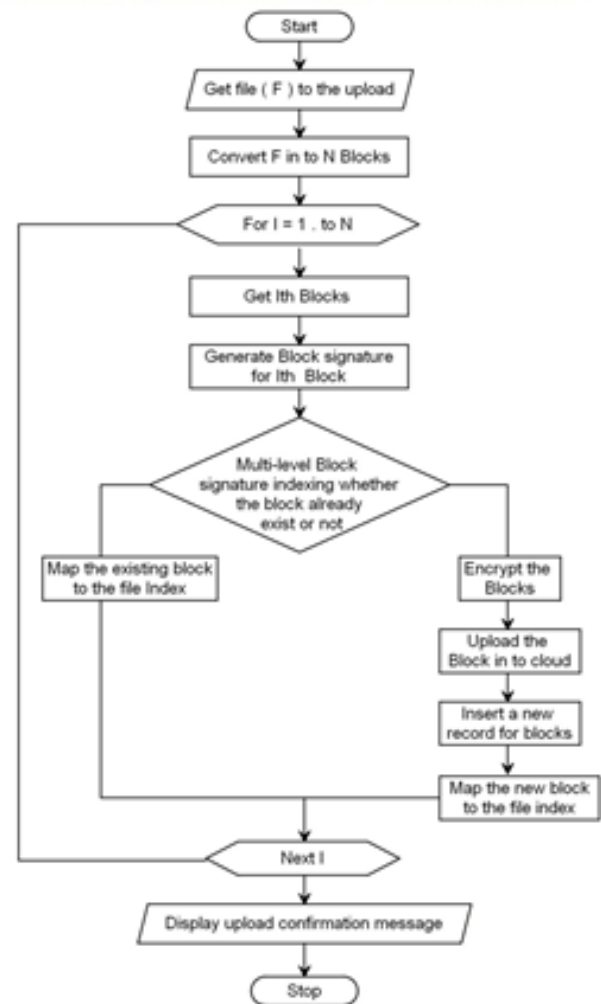 Start
Get file ( F ) to the upload
Convert F in to N Blocks
For I = 1 . to N
Get Ith Blocks
Generate Block signature
for Ith Block
Multi-level Block
signature indexing whether
the block already
exist or not
Map the existing block
to the file Index
Encrypt the
Blocks
Upload the
Block in to cloud
Insert a new
record for blocks
Map the new block
to the file index
Next I
Display upload confirmation message
Stop